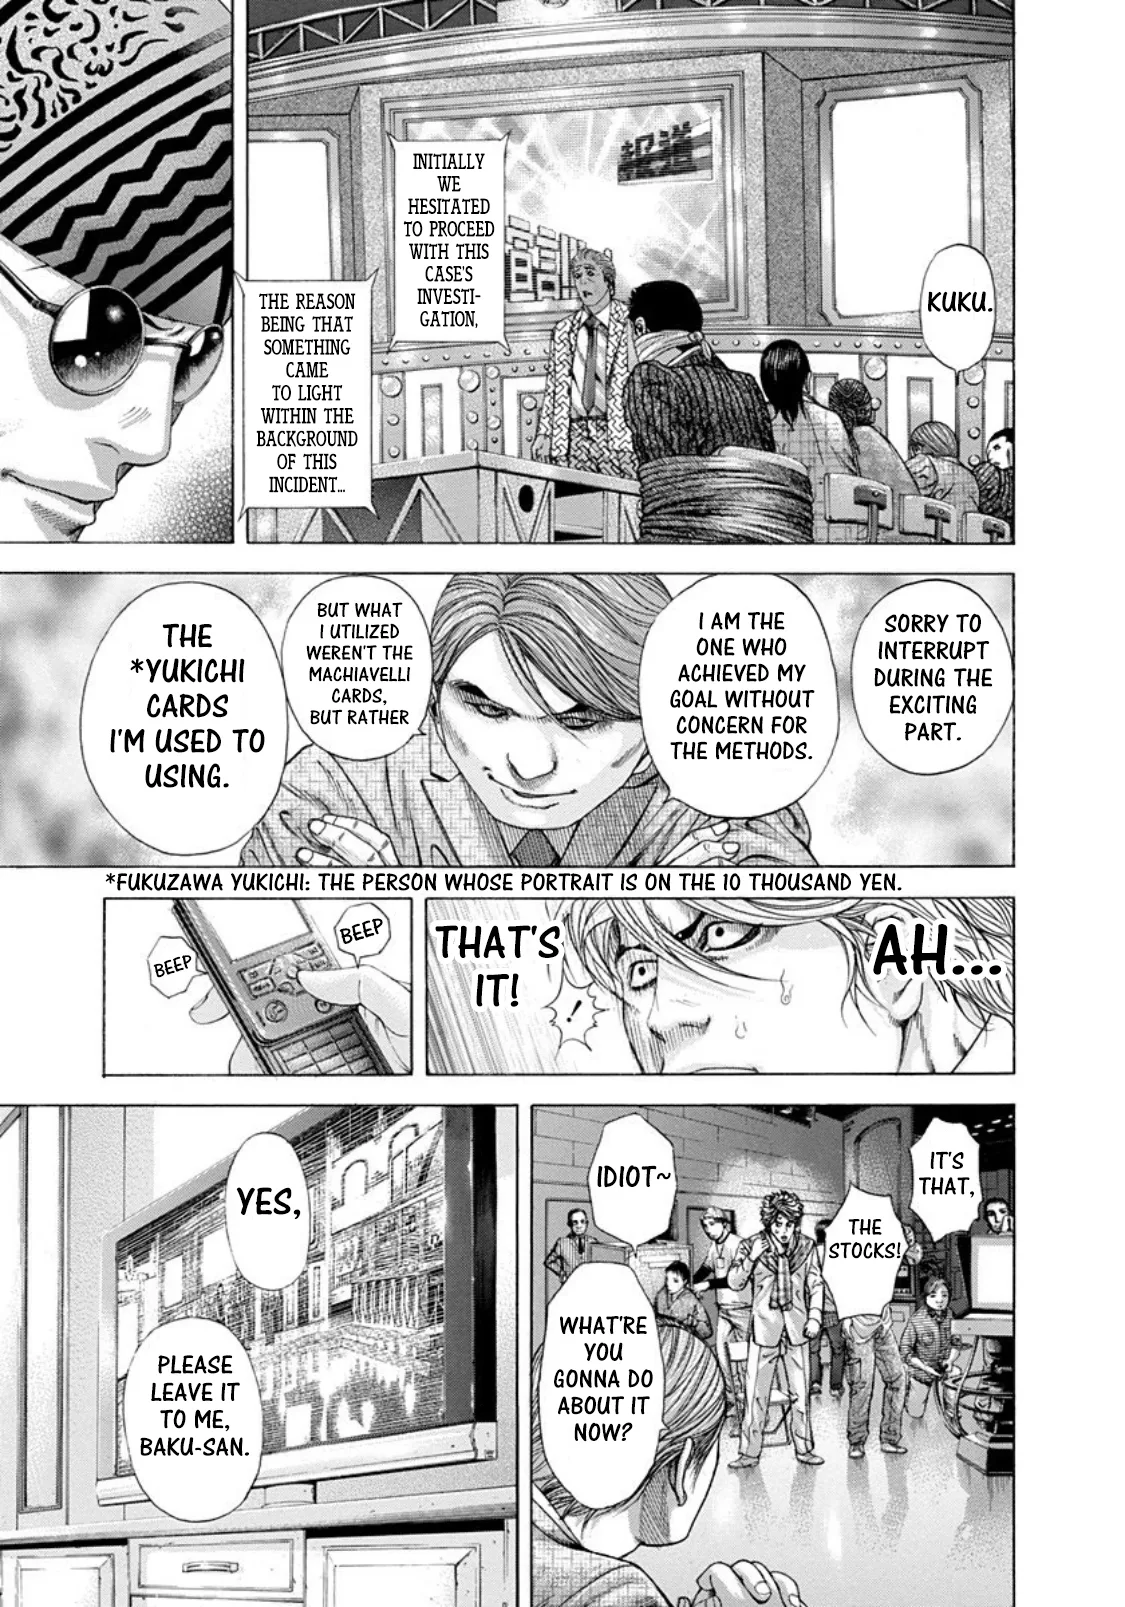 KUKU.
報道
INITIALLY
WE
HESITATED
TO PROCEED
WITH THIS
CASE'S
INVESTI-
GATION,
THE REASON
BEING THAT
SOMETHING
CAME
TO LIGHT
WITHIN THE
BACKGROUND
OF THIS
INCIDENT...
SORRY TO
INTERRUPT
DURING THE
EXCITING
PART.
I AM THE
ONE WHO
ACHIEVED MY
GOAL WITHOUT
CONCERN FOR
THE METHODS.
BUT WHAT
I UTILIZED
WEREN'T THE
MACHIAVELLI
CARDS,
BUT RATHER
THE
*YUKICHI
CARDS
I'M USED TO
USING.
*FUKUZAWA YUKICHI: THE PERSON WHOSE PORTRAIT IS ON THE 10 THOUSAND YEN.
AH...
!
THAT'S
IT!
BEEP
BEEP
IT'S
THAT,
THE
STOCKS!
IDIOT~
WHAT'RE
YOU
GONNA DO
ABOUT IT
NOW?
YES,
PLEASE
LEAVE IT
TO ME,
BAKU-SAN.